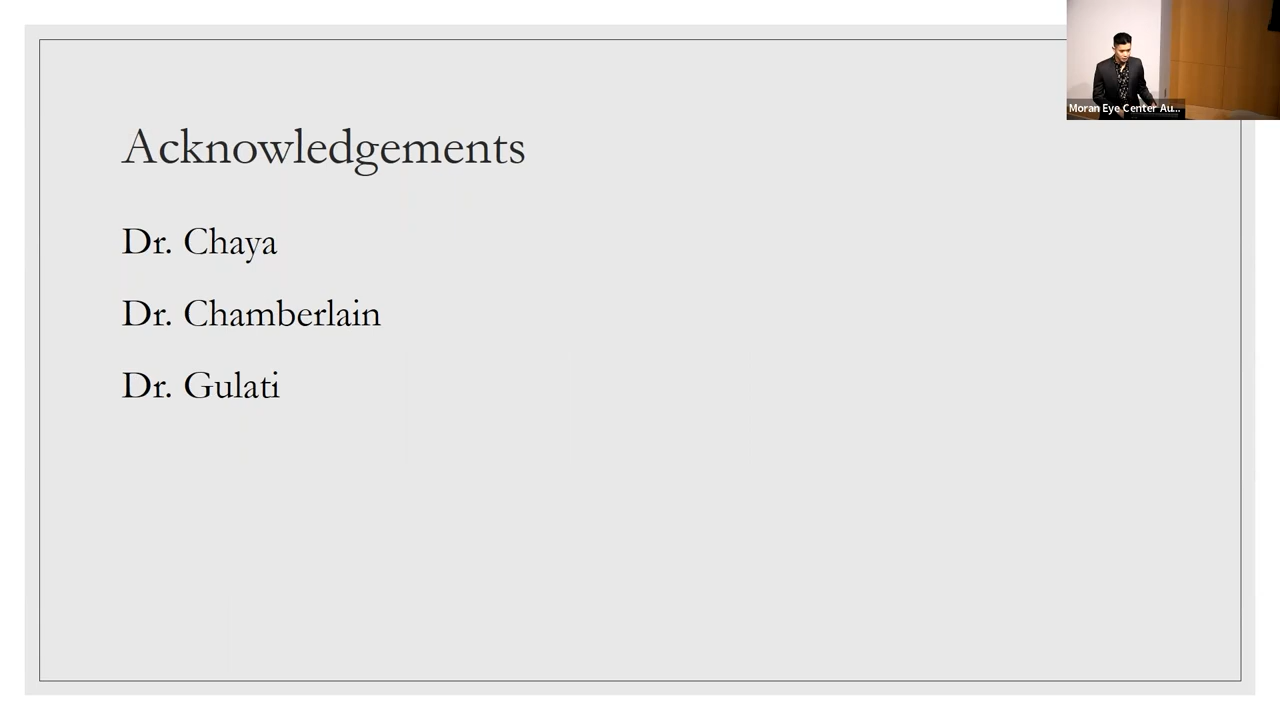 Moran Eye Center Au...
Acknowledgements
Dr. Chaya
Dr. Chamberlain
Dr. Gulati